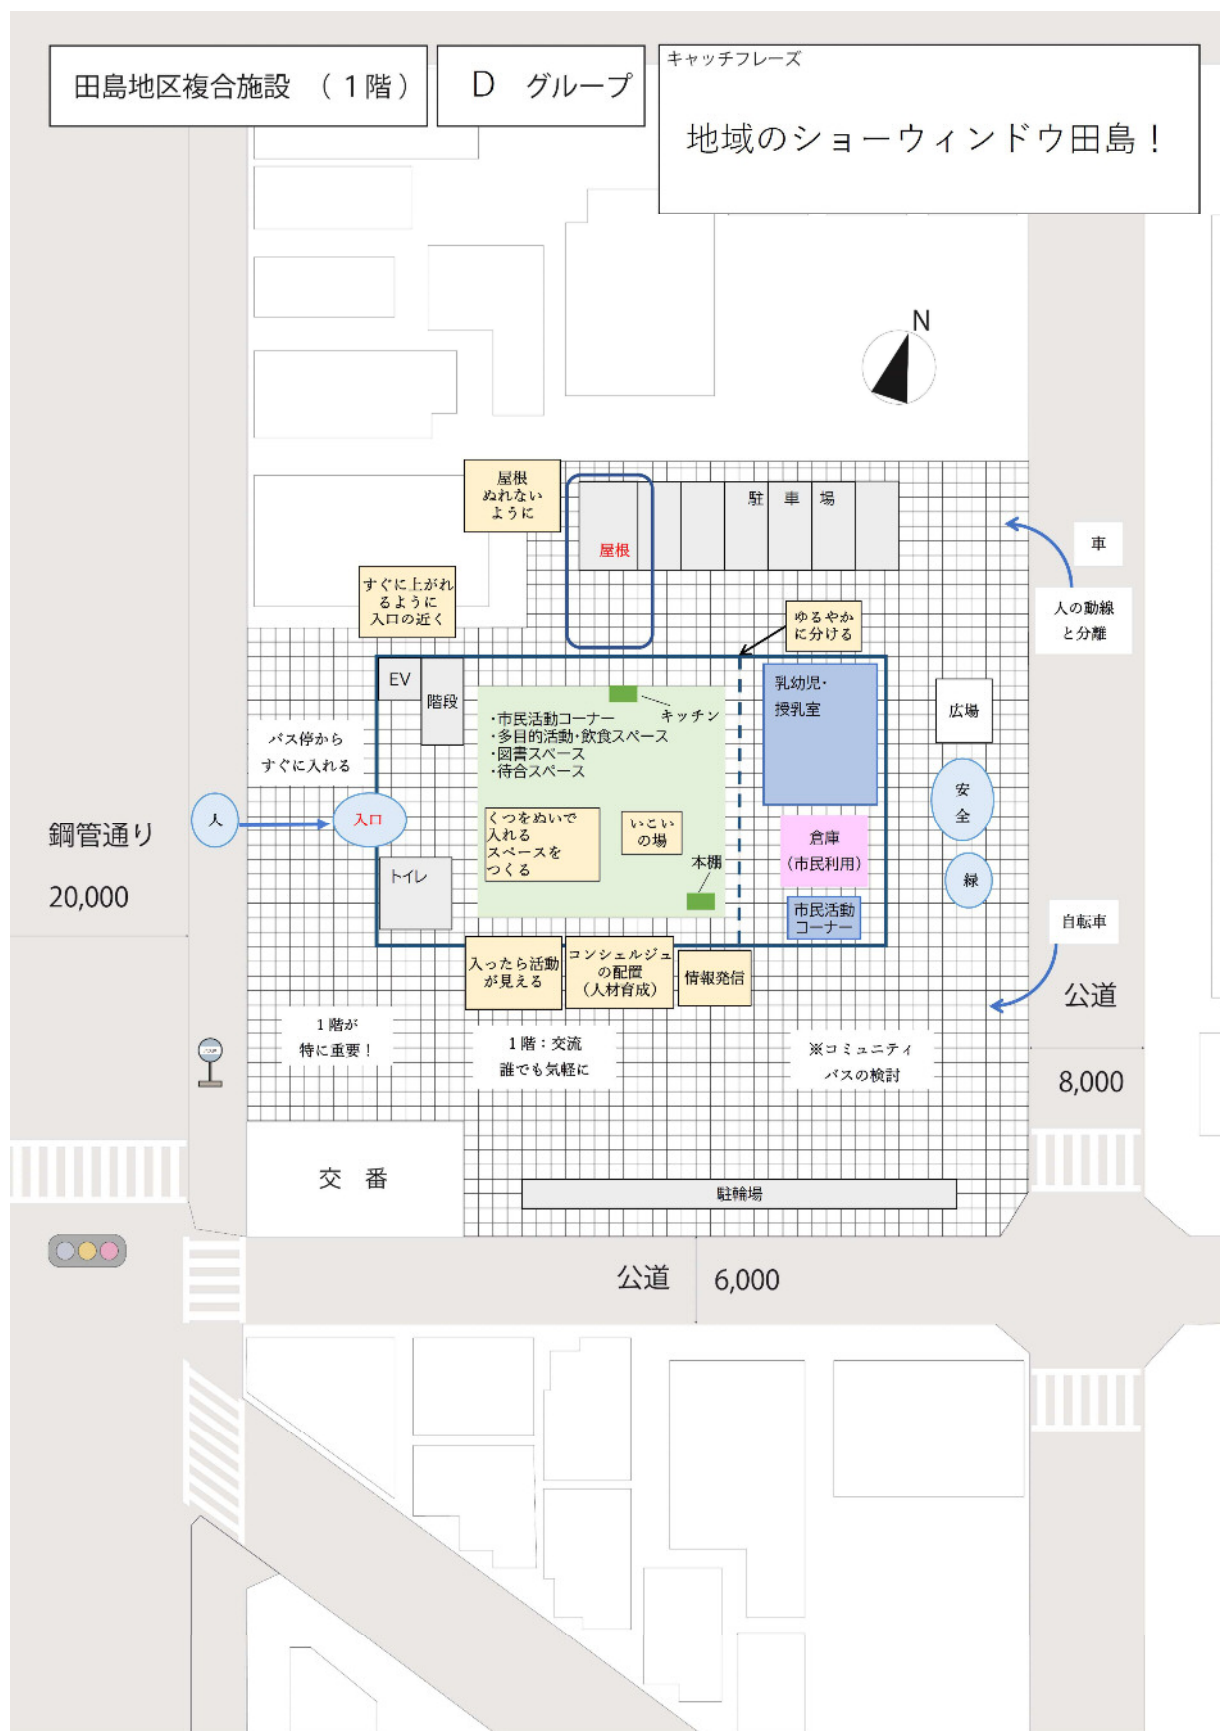 田島地区複合施設 （１階）
D グループ
キャッチフレーズ
地域のショーウィンドウ田島！
N
屋根
ぬれない
ように
駐 車 場
屋根
車
人の動線
と分離
すぐに上がれ
るように
入口の近く
ゆるやか
に分ける
EV
階段
キッチン
・市民活動コーナー
・多目的活動・飲食スペース
・図書スペース
・待合スペース
乳幼児・
授乳室
広場
バス停から
すぐに入れる
安
全
人
入口
くつをぬいで
入れる
スペースを
つくる
いこい
の場
倉庫
（市民利用）
鋼管通り
20,000
トイレ
本棚
緑
市民活動
コーナー
自転車
入ったら活動
が見える
コンシェルジュ
の配置
（人材育成）
情報発信
公道
8,000
１階が
特に重要！
１階：交流
誰でも気軽に
※コミュニティ
バスの検討
交 番
駐輪場
公道
6,000